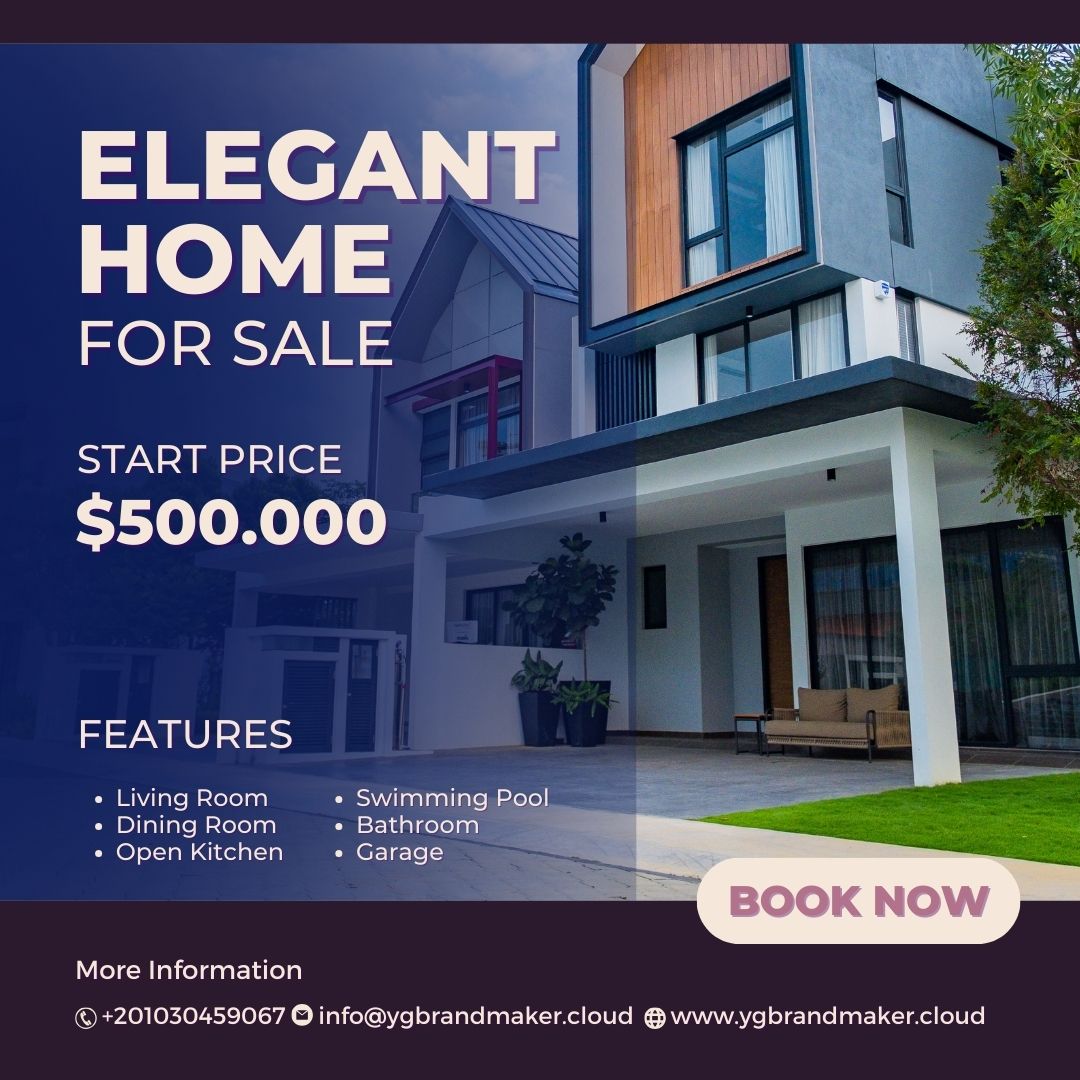 ELEGANT
HOME
FOR SALE
START PRICE
$500.000
FEATURES
• Living Room
• Dining Room
• Open Kitchen
• Swimming Pool
• Bathroom
• Garage
BOOK NOW
More Information
+201030459067 info@ygbrandmaker.cloud www.ygbrandmaker.cloud